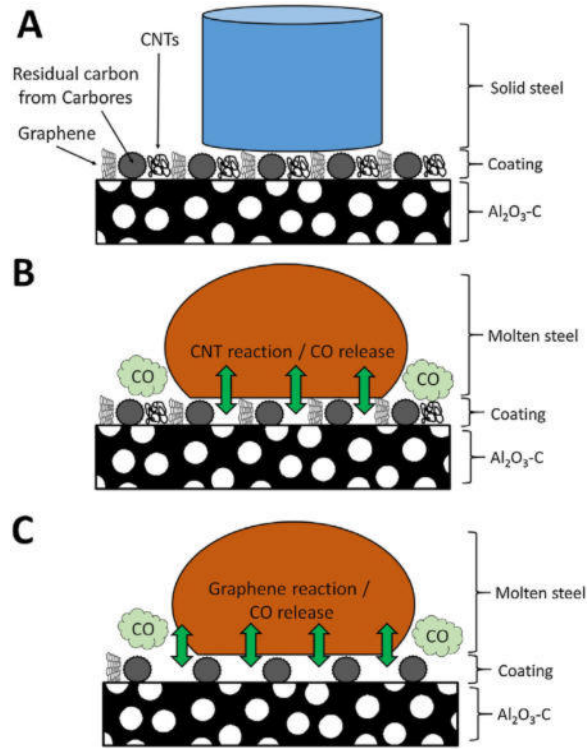 A
CNTs
Residual carbon
from Carbores
Graphene
Solid steel
Coating
Al₂O₃-C
B
CNT reaction / CO release
CO
CO
Molten steel
Coating
Al₂O₃-C
C
Graphene reaction /
CO release
CO
CO
Molten steel
Coating
Al₂O₃-C